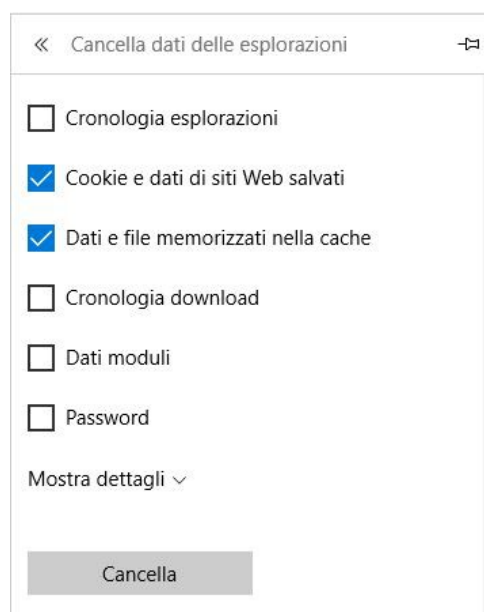 Cancella dati delle esplorazioni
Cronologia esplorazioni
Cookie e dati di siti Web salvati
Dati e file memorizzati nella cache
Cronologia download
Dati moduli
Password
Mostra dettagli
Cancella